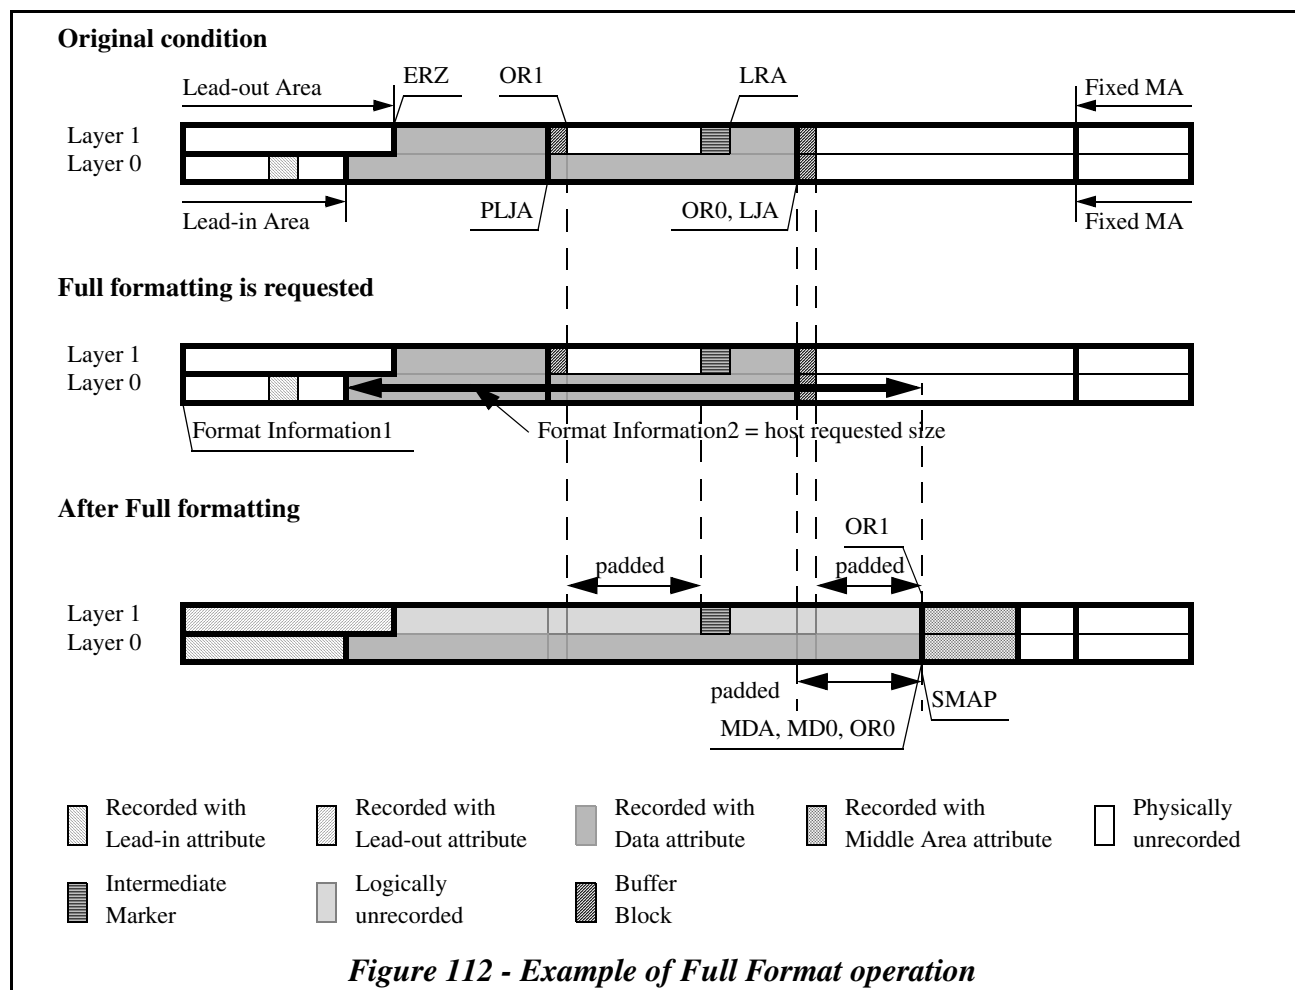 Original condition
ERZ OR1 LRA
Lead-out Area Fixed MA
Layer 1
Layer 0
PLJA OR0, LJA
Lead-in Area Fixed MA
Full formatting is requested
Layer 1
Layer 0
Format Information1 Format Information2 = host requested size
After Full formatting
OR1
padded padded
Layer 1
Layer 0
padded SMAP
MDA, MD0, OR0
Recorded with Recorded with Recorded with Recorded with Physically
Lead-in attribute Lead-out attribute Data attribute Middle Area attribute unrecorded
Intermediate Logically Buffer
Marker unrecorded Block
Figure 112 - Example of Full Format operation